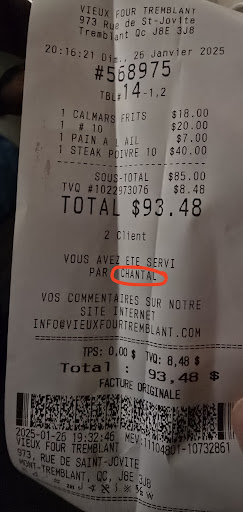 VIEUX FOUR TREMBLANT
973 Rue de St-Jovite
Tremblant Qc J8E 3J8
20:16:21 Dim., 26 Janvier 2025
#568975
TBL#14-1,2
1 CALMARS FRITS $18.00
1 # 10 $20.00
1 PAIN A L AIL $7.00
1 STEAK POIVRE 10 $40.00
SOUS-TOTAL $85.00
TVQ #1022973076 $8.48
TOTAL $93.48
2 Client
VOUS AVEZ ETE SERVI
PAR CHANTAL
VOS COMMENTAIRES SUR NOTRE
SITE INTERNET
INFO@VIEUXFOURTREMBLANT.COM
TPS: 0,00 $ TVQ: 8,48 $
Total : 93,48 $
FACTURE ORIGINALE
2025-01-26 19:32:46 MEV:11104801-10732861
VIEUX FOUR TREMBLANT
973, RUE DE SAINT-JOVITE
MONT-TREMBLANT, QC, J8E 3J8